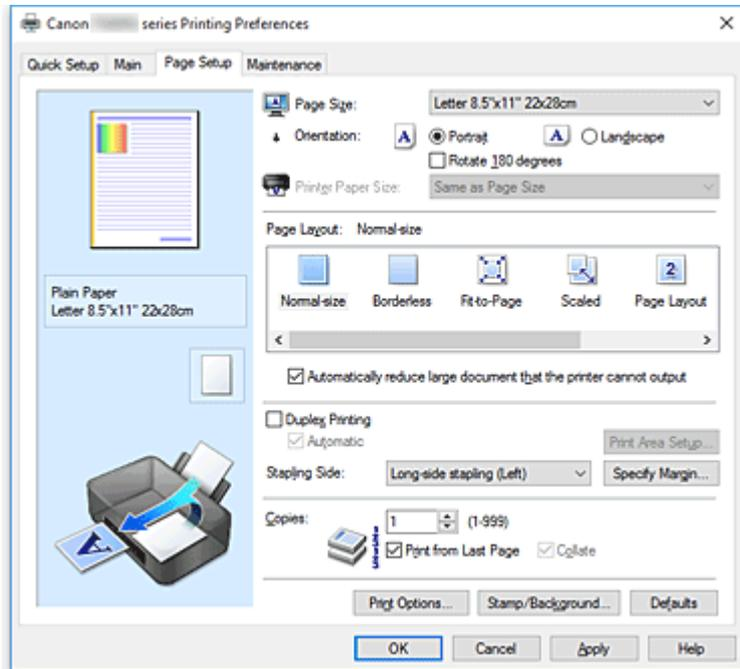 Canon series Printing Preferences
Quick Setup Main Page Setup Maintenance
Page Size: Letter 8.5"x11" 22x28cm
Orientation: A Portrait A Landscape
Rotate 180 degrees
Printer Paper Size: Same as Page Size
Page Layout: Normal-size
2
Normal-size Borderless Fit-to-Page Scaled Page Layout
Plain Paper
Letter 8.5"x11" 22x28cm
Automatically reduce large document that the printer cannot output
Duplex Printing
Automatic
Print Area Setup...
Stapling Side: Long-side stapling (Left) Specify Margin...
Copies: 1 (1-999)
Print from Last Page Collate
A
Print Options... Stamp/Background... Defaults
OK Cancel Apply Help